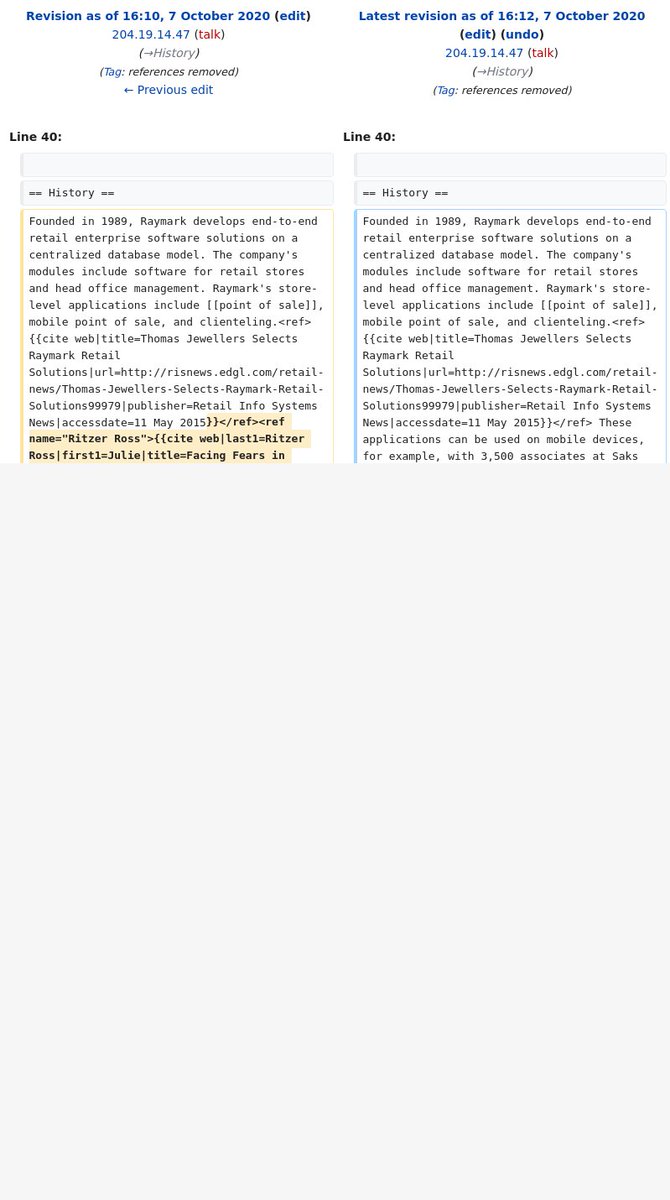 Revision as of 16:10, 7 October 2020 (edit)
204.19.14.47 (talk)
(→History)
(Tag: references removed)
← Previous edit
Latest revision as of 16:12, 7 October 2020
(edit) (undo)
204.19.14.47 (talk)
(→History)
(Tag: references removed)
Line 40:
== History ==
Founded in 1989, Raymark develops end-to-end
retail enterprise software solutions on a
centralized database model. The company's
modules include software for retail stores
and head office management. Raymark's store-
level applications include [[point of sale]],
mobile point of sale, and clienteling.<ref>
{{cite web|title=Thomas Jewellers Selects
Raymark Retail
Solutions|url=http://risnews.edgl.com/retail-
news/Thomas-Jewellers-Selects-Raymark-Retail-
Solutions99979|publisher=Retail Info Systems
News|accessdate=11 May 2015}}</ref><ref
name="Ritzer Ross">{{cite web|last1=Ritzer
Ross|first1=Julie|title=Facing Fears in
Line 40:
== History ==
Founded in 1989, Raymark develops end-to-end
retail enterprise software solutions on a
centralized database model. The company's
modules include software for retail stores
and head office management. Raymark's store-
level applications include [[point of sale]],
mobile point of sale, and clienteling.<ref>
{{cite web|title=Thomas Jewellers Selects
Raymark Retail
Solutions|url=http://risnews.edgl.com/retail-
news/Thomas-Jewellers-Selects-Raymark-Retail-
Solutions99979|publisher=Retail Info Systems
News|accessdate=11 May 2015}}</ref> These
applications can be used on mobile devices,
for example, with 3,500 associates at Saks